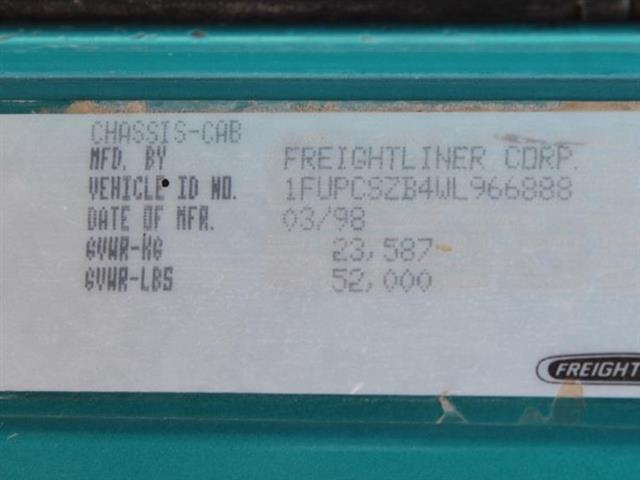 CHASSIS-CAB
MFD. BY FREIGHTLINER CORP.
VEHICLE ID NO. 1FUPCSZB4WL966888
DATE OF MFR. 03/98
GVWR-KG 23,587
GVWR-LBS 52,000
FREIGHT